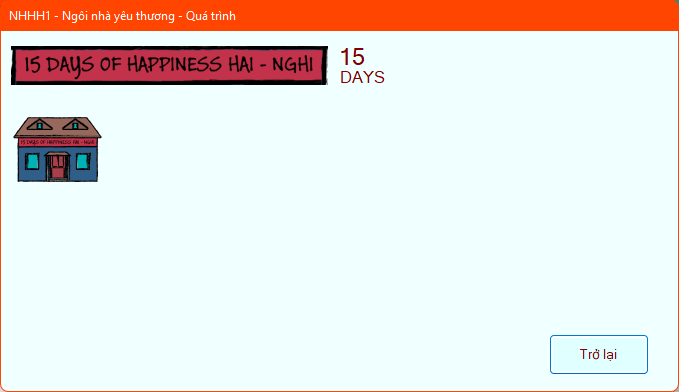 NHHH1 - Ngôi nhà yêu thương - Quá trình
15 DAYS OF HAPPINESS HAI - NGHI
15
DAYS
15 DAYS OF HAPPINESS HAI - NGHI
Trở lại